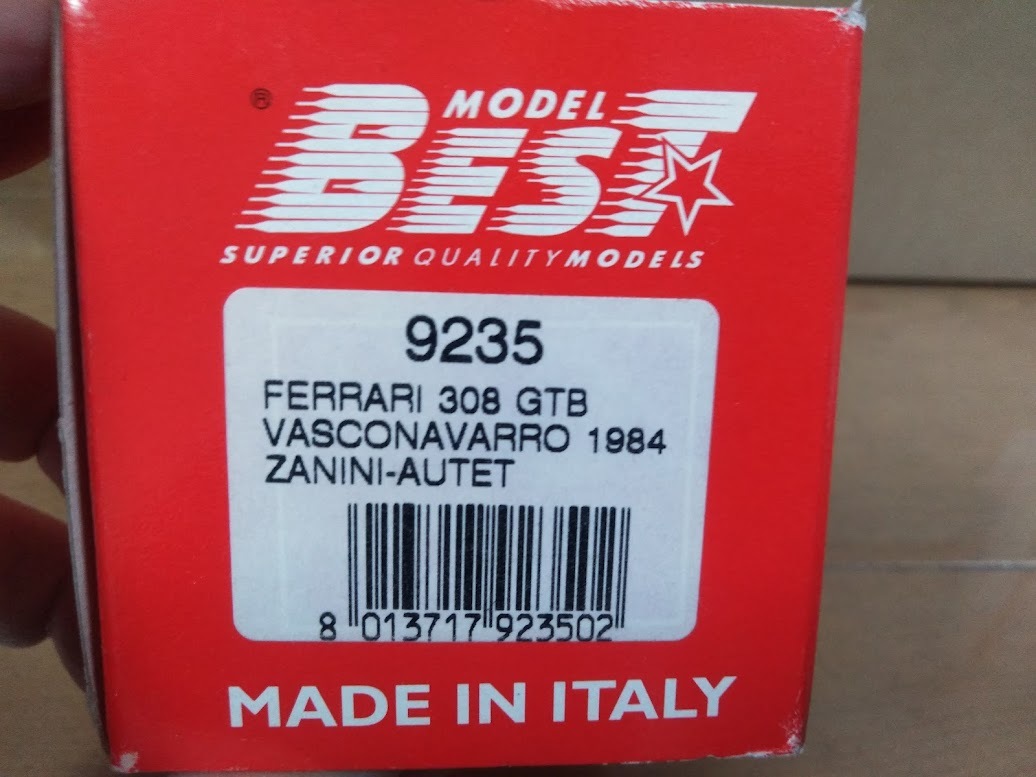 ®
MODEL
BEST
SUPERIOR QUALITY MODELS
9235
FERRARI 308 GTB
VASCONAVARRO 1984
ZANINI-AUTET
8 013717 923502
MADE IN ITALY